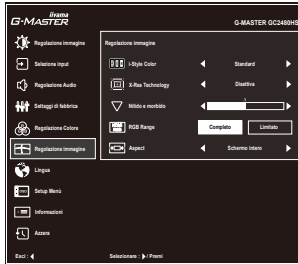 iiyama
G-MASTER
G-MASTER GC2480HS
Regolazione immagine
Seleziona input
Regolazione Audio
Settaggi di fabbrica
Regolazione Colore
Regolazione immagine
Lingua
Setup Menù
Informazioni
Azzera
Regolazione immagine
i-Style Color
Standard
X-Res Technology
Disattiva
Nitido e morbido
RGB Range
Completo
Limitato
Aspect
Schermo intero
Esci :
Selezionare : / Premi